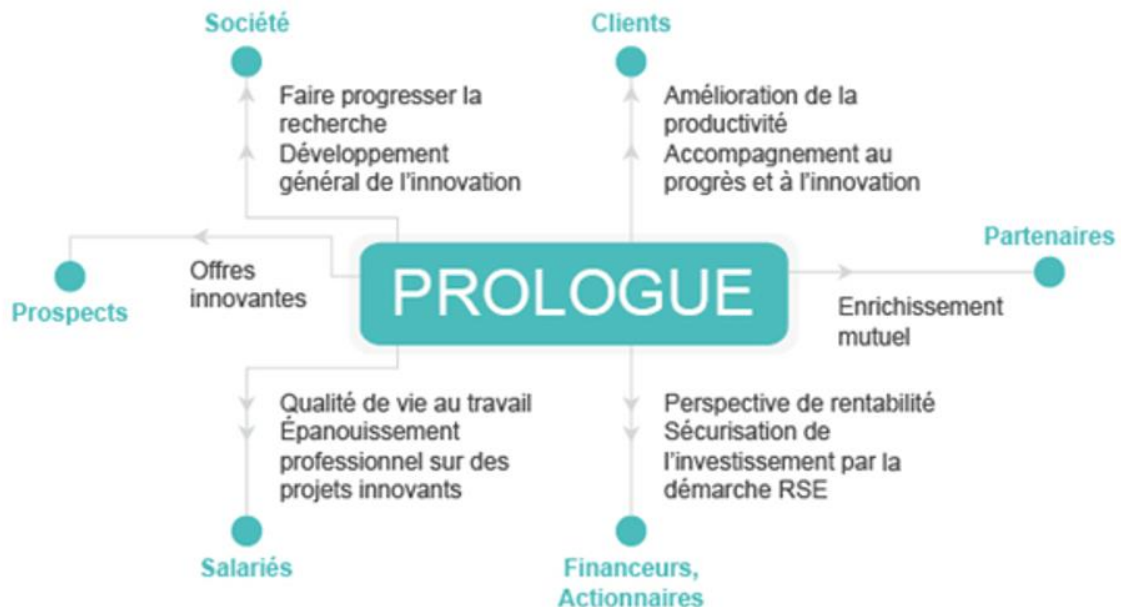 Société
Faire progresser la
recherche
Développement
général de l'innovation
Clients
Amélioration de la
productivité
Accompagnement au
progrès et à l'innovation
Prospects
Offres
innovantes
PROLOGUE
Partenaires
Enrichissement
mutuel
Qualité de vie au travail
Épanouissement
professionnel sur des
projets innovants
Salariés
Perspective de rentabilité
Sécurisation de
l'investissement par la
démarche RSE
Financeurs,
Actionnaires